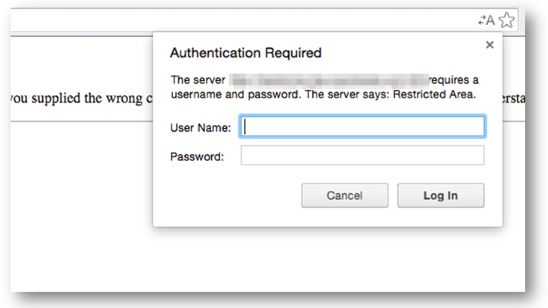 Authentication Required
The server requires a
username and password. The server says: Restricted Area.
you supplied the wrong c
ersta
User Name:
Password:
Cancel
Log In